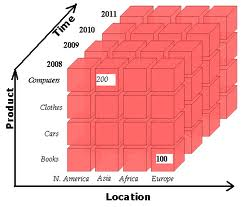 Time
2011
2010
2009
2008
Product
Computers
200
Clothes
Cars
Books
100
N. America Asia Africa Europe
Location